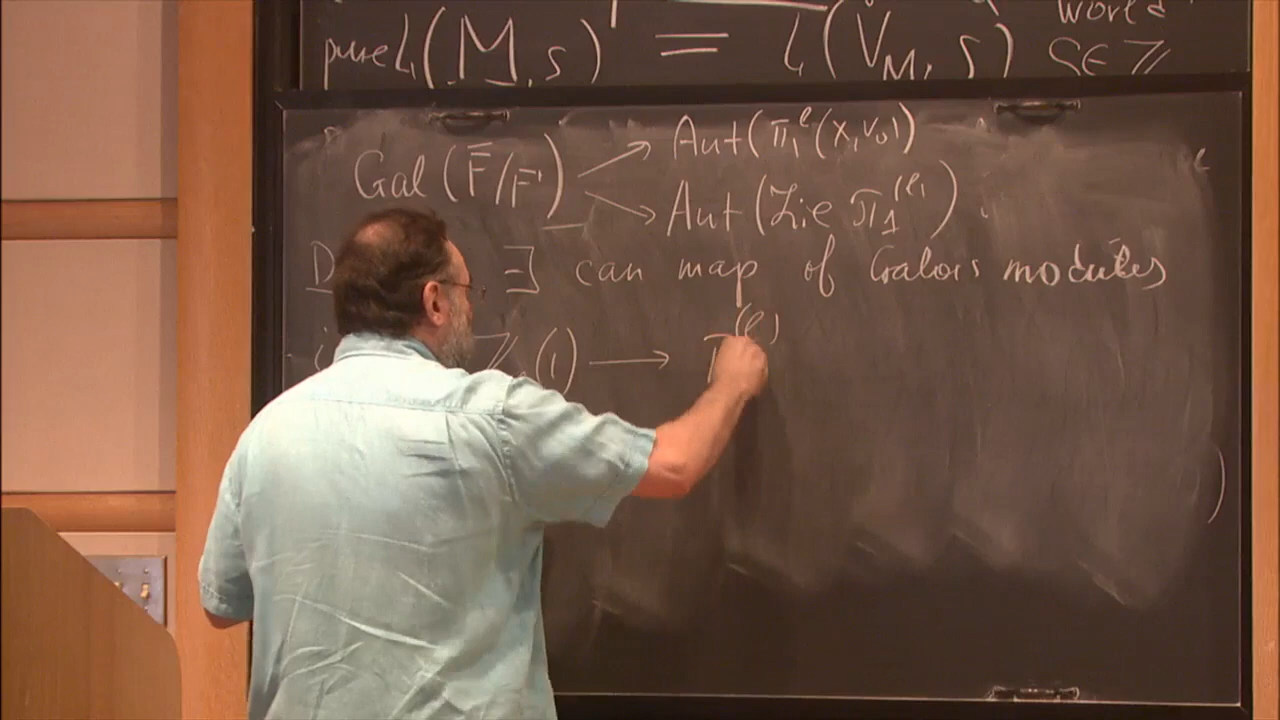 world
pure L(M, s) = L(V_M, S) S ∈ ℤ
Gal (F̄/F) → Aut(π₁^ℓ(X, v₀))
→ Aut (Lie π₁^(ℓ))
D ∃ can map of Galois modules
i ℤ_ℓ(1) → π^(ℓ)